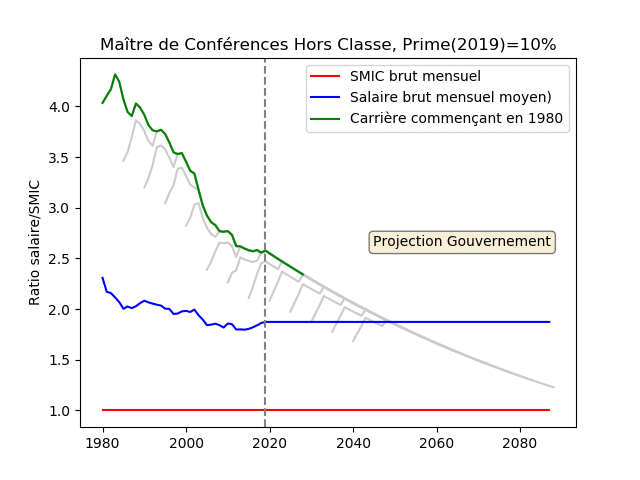 Maître de Conférences Hors Classe, Prime(2019)=10%
SMIC brut mensuel
Salaire brut mensuel moyen)
Carrière commençant en 1980
Projection Gouvernement
Ratio salaire/SMIC
4.0
3.5
3.0
2.5
2.0
1.5
1.0
1980 2000 2020 2040 2060 2080